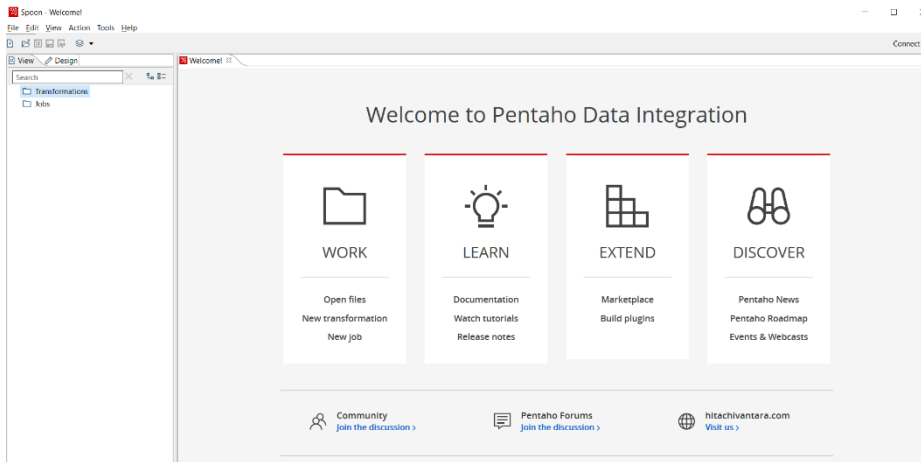 Spoon - Welcome!
File Edit View Action Tools Help
Connect
View Design
Welcome!
Search
Transformations
Jobs
Welcome to Pentaho Data Integration
WORK
Open files
New transformation
New job
LEARN
Documentation
Watch tutorials
Release notes
EXTEND
Marketplace
Build plugins
DISCOVER
Pentaho News
Pentaho Roadmap
Events & Webcasts
Community
Join the discussion >
Pentaho Forums
Join the discussion >
hitachivantara.com
Visit us >